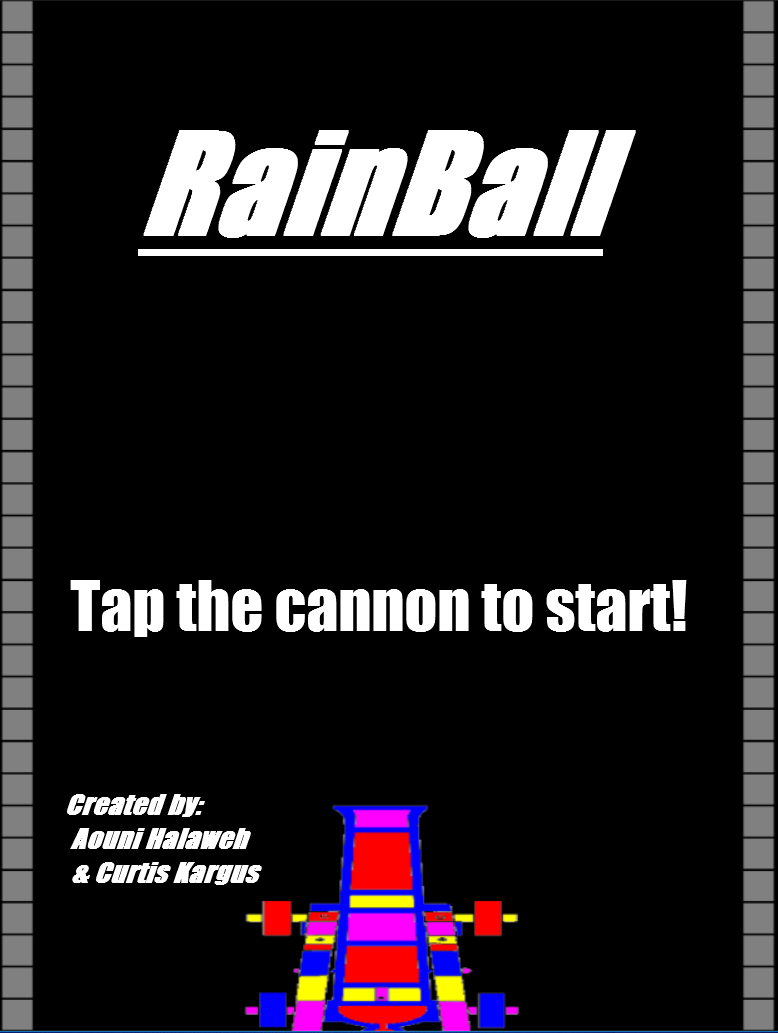 RainBall
Tap the cannon to start!
Created by:
Aouni Halaweh
& Curtis Kargus